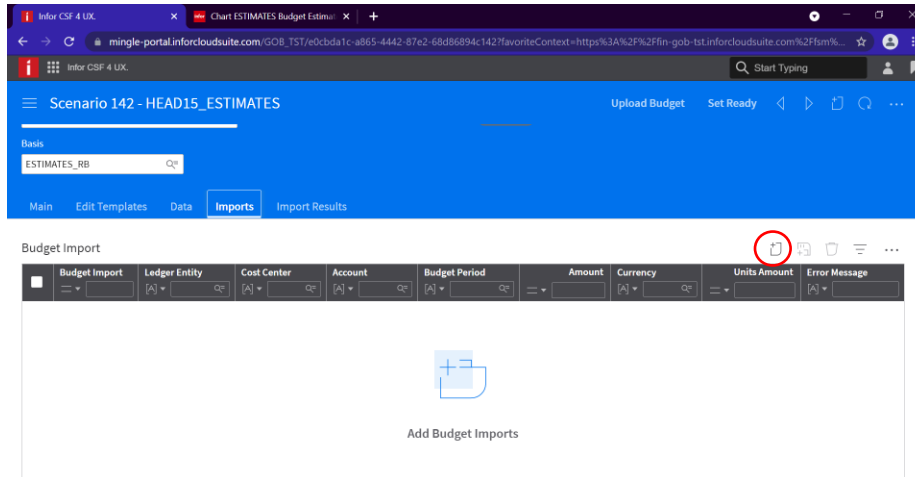 Infor CSF 4 UX.
Chart ESTIMATES Budget Estimat
mingle-portal.inforcloudsuite.com/GOB_TST/e0cbda1c-a865-4442-87e2-68d86894c142?favoriteContext=https%3A%2F%2Ffin-gob-tst.inforcloudsuite.com%2Ffsm%...
Infor CSF 4 UX.
Start Typing
Scenario 142 - HEAD15_ESTIMATES
Upload Budget
Set Ready
Basis
ESTIMATES_RB
Main Edit Templates Data Imports Import Results
Budget Import
Budget Import Ledger Entity Cost Center Account Budget Period Amount Currency Units Amount Error Message
[A] [A] [A] [A] [A] [A]
Add Budget Imports